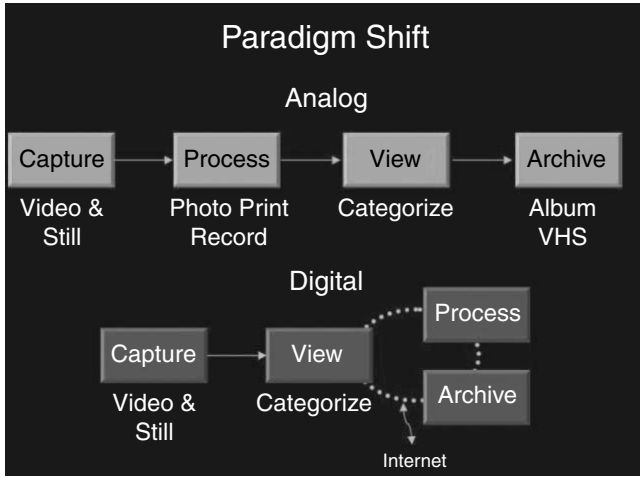 Paradigm Shift
Analog
Capture
Process
View
Archive
Video &
Still
Photo Print
Record
Categorize
Album
VHS
Digital
Capture
View
Process
Archive
Video &
Still
Categorize
Internet